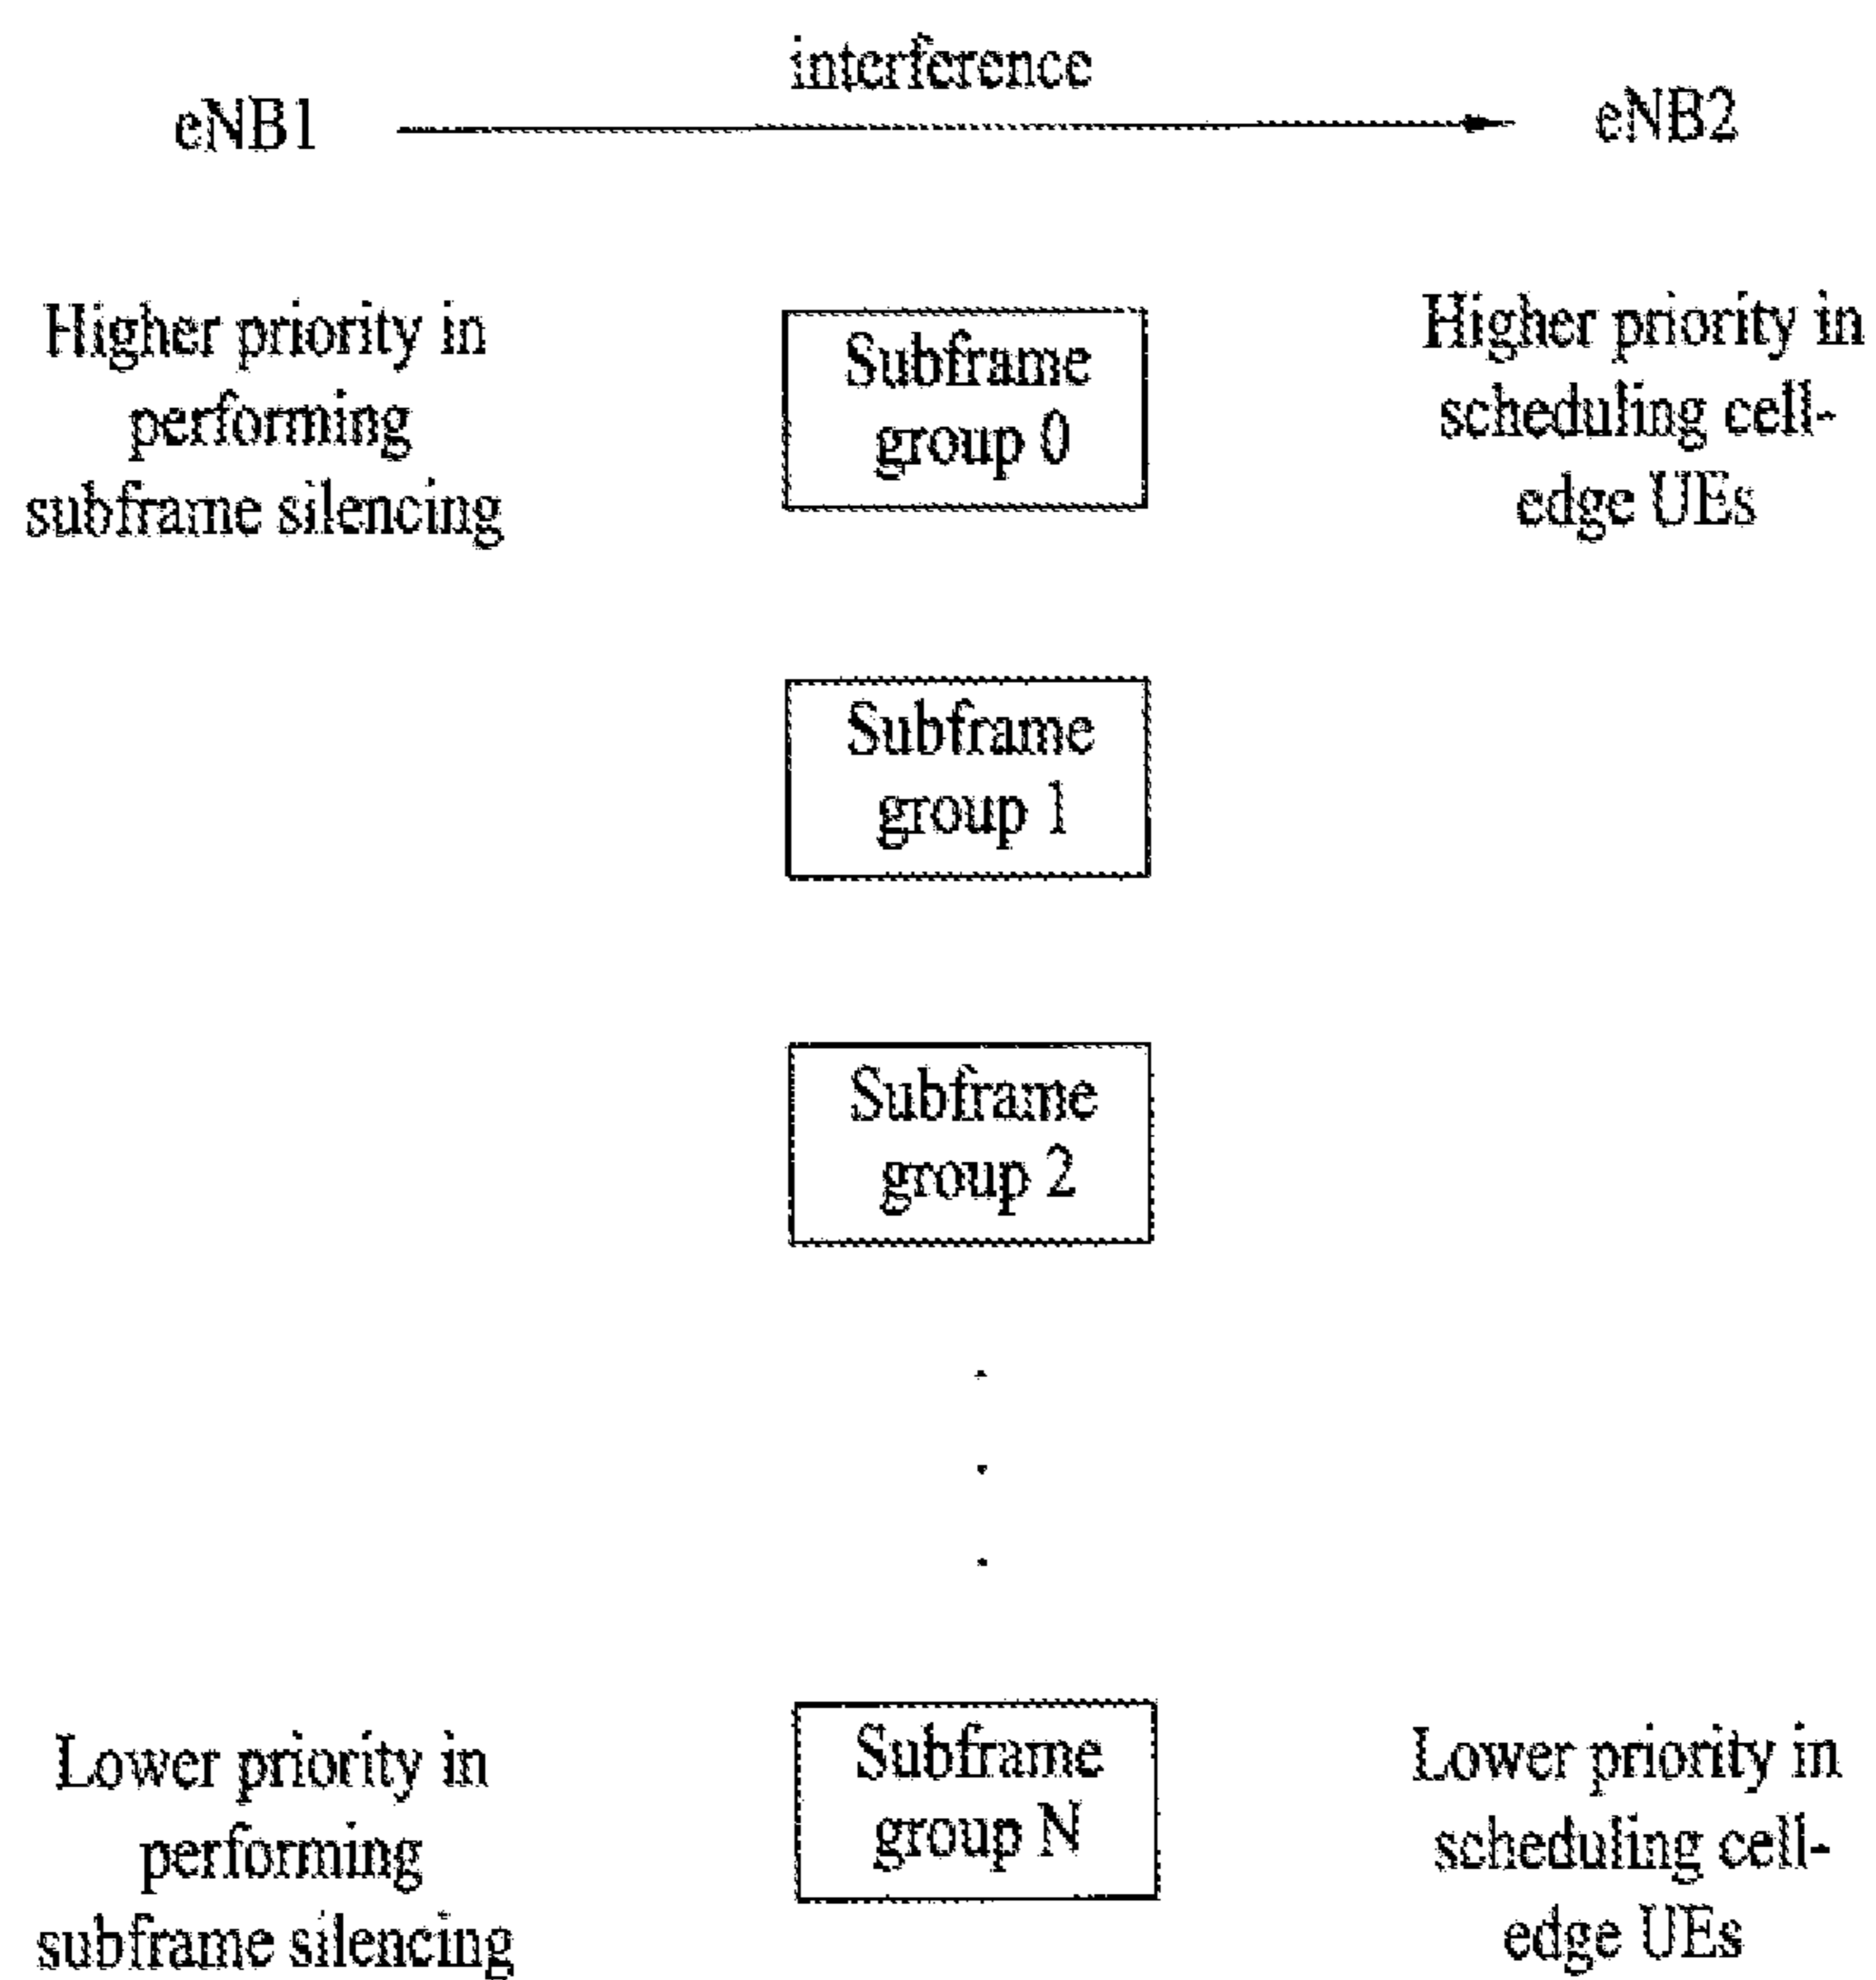 interference
eNB1
eNB2
Higher priority in
performing
subframe silencing
Subframe
group 0
Higher priority in
scheduling cell-
edge UEs
Subframe
group 1
Subframe
group 2
Lower priority in
performing
subframe silencing
Subframe
group N
Lower priority in
scheduling cell-
edge UEs